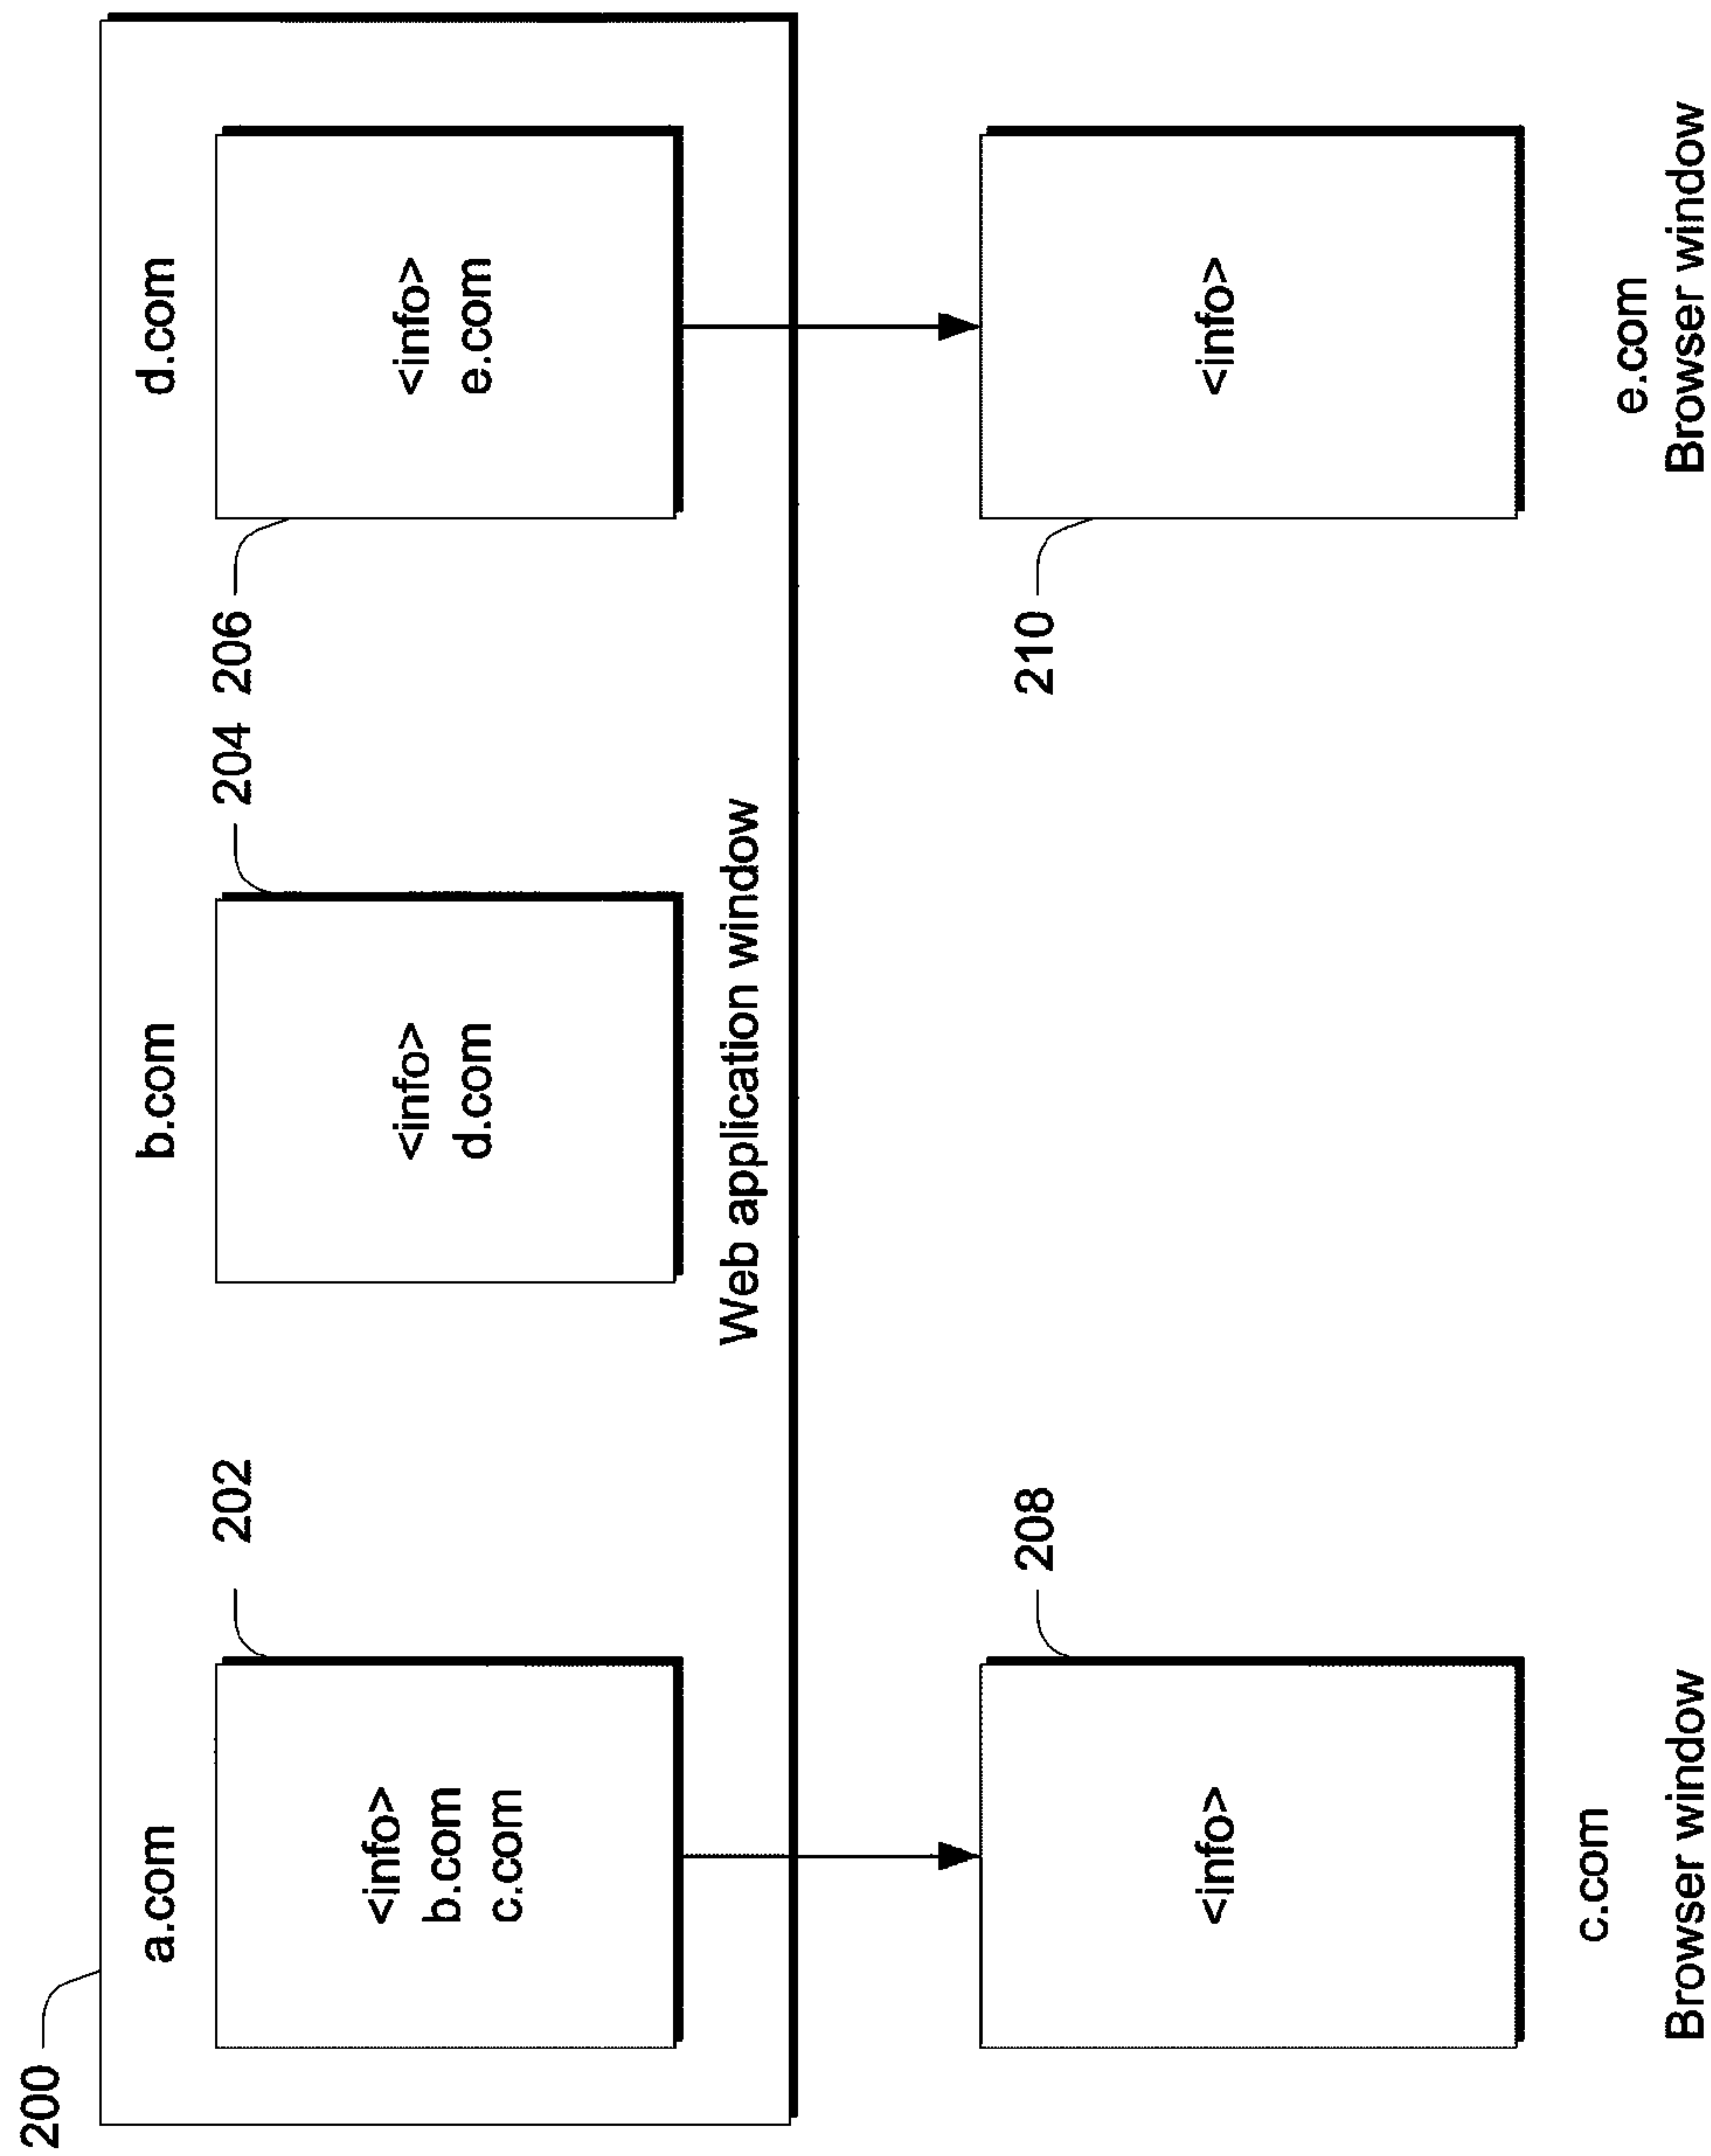 200
a.com
b.com
d.com
202
204
206
<info>
b.com
c.com
<info>
d.com
<info>
e.com
Web application window
208
210
<info>
<info>
c.com
Browser window
e.com
Browser window